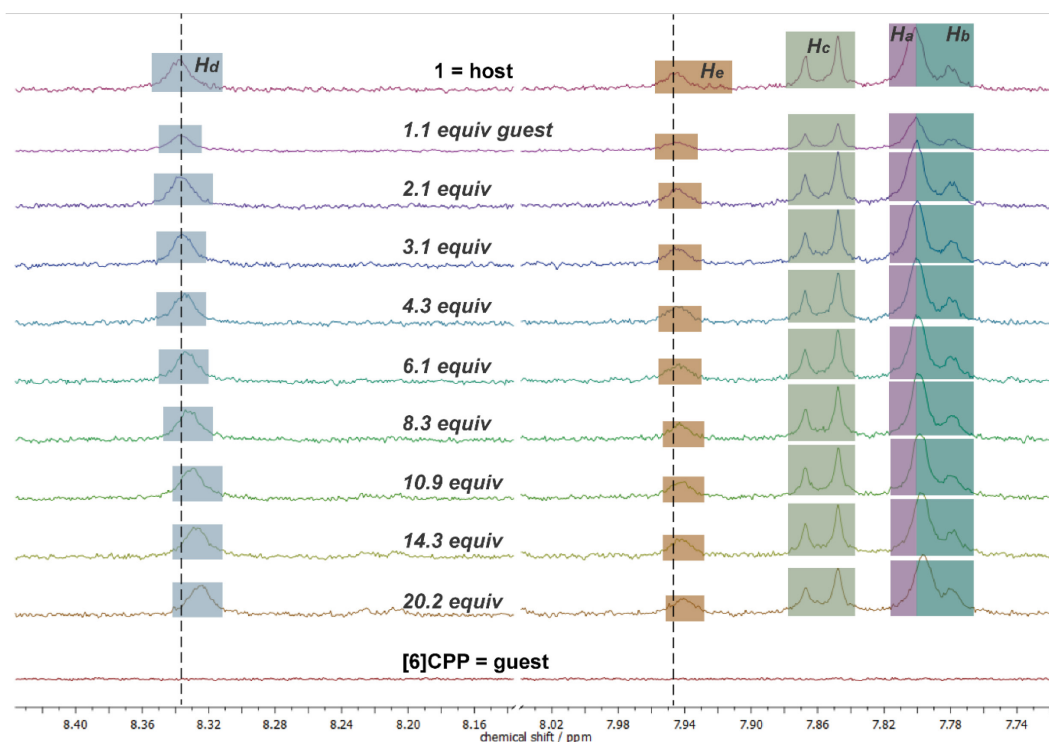 Hd He Hc Ha Hb
1 = host
1.1 equiv guest
2.1 equiv
3.1 equiv
4.3 equiv
6.1 equiv
8.3 equiv
10.9 equiv
14.3 equiv
20.2 equiv
[6]CPP = guest
8.40 8.36 8.32 8.28 8.24 8.20 8.16 8.02 7.98 7.94 7.90 7.86 7.82 7.78 7.74
chemical shift / ppm